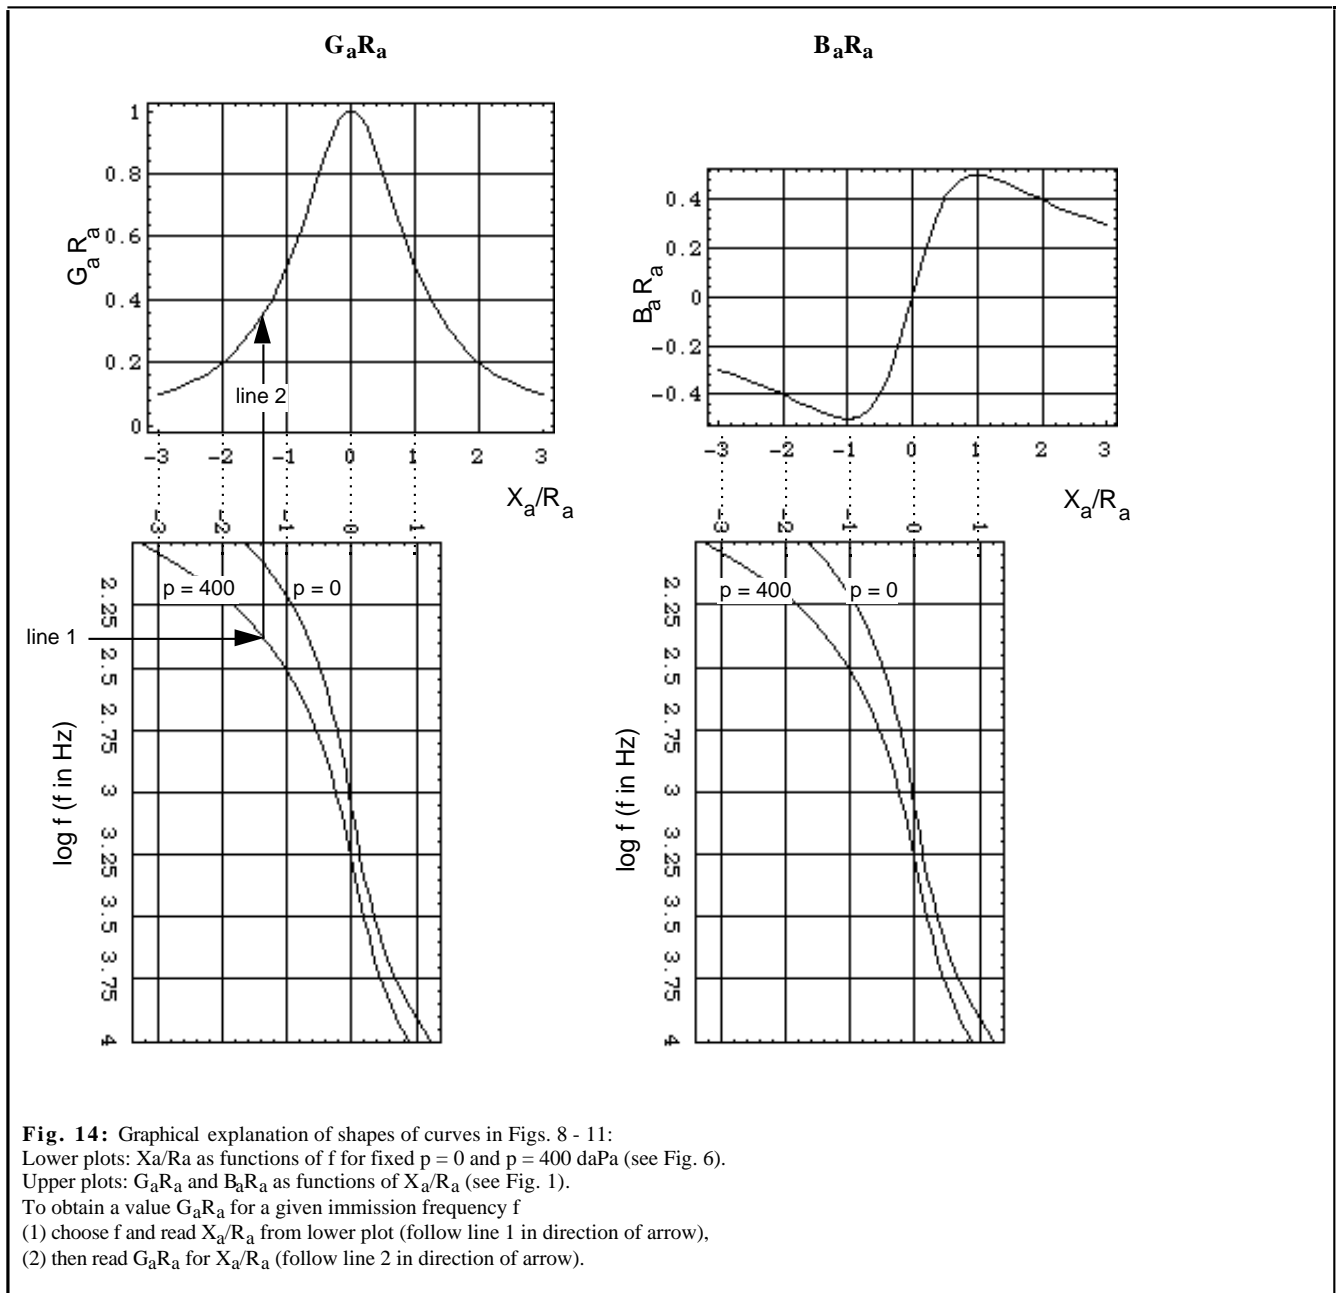 GaRa
BaRa
1
0.8
0.6
0.4
0.2
0
GaRa
line 2
-3 -2 -1 0 1 2 3
Xa/Ra
0.4
0.2
0
-0.2
-0.4
BaRa
-3 -2 -1 0 1 2 3
Xa/Ra
-3 -2 -1 0 1
p = 400
p = 0
line 1
2.25
2.5
2.75
3
3.25
3.5
3.75
4
log f (f in Hz)
-3 -2 -1 0 1
p = 400
p = 0
2.25
2.5
2.75
3
3.25
3.5
3.75
4
log f (f in Hz)
Fig. 14: Graphical explanation of shapes of curves in Figs. 8 - 11:
Lower plots: Xa/Ra as functions of f for fixed p = 0 and p = 400 daPa (see Fig. 6).
Upper plots: GaRa and BaRa as functions of Xa/Ra (see Fig. 1).
To obtain a value GaRa for a given immission frequency f
(1) choose f and read Xa/Ra from lower plot (follow line 1 in direction of arrow),
(2) then read GaRa for Xa/Ra (follow line 2 in direction of arrow).